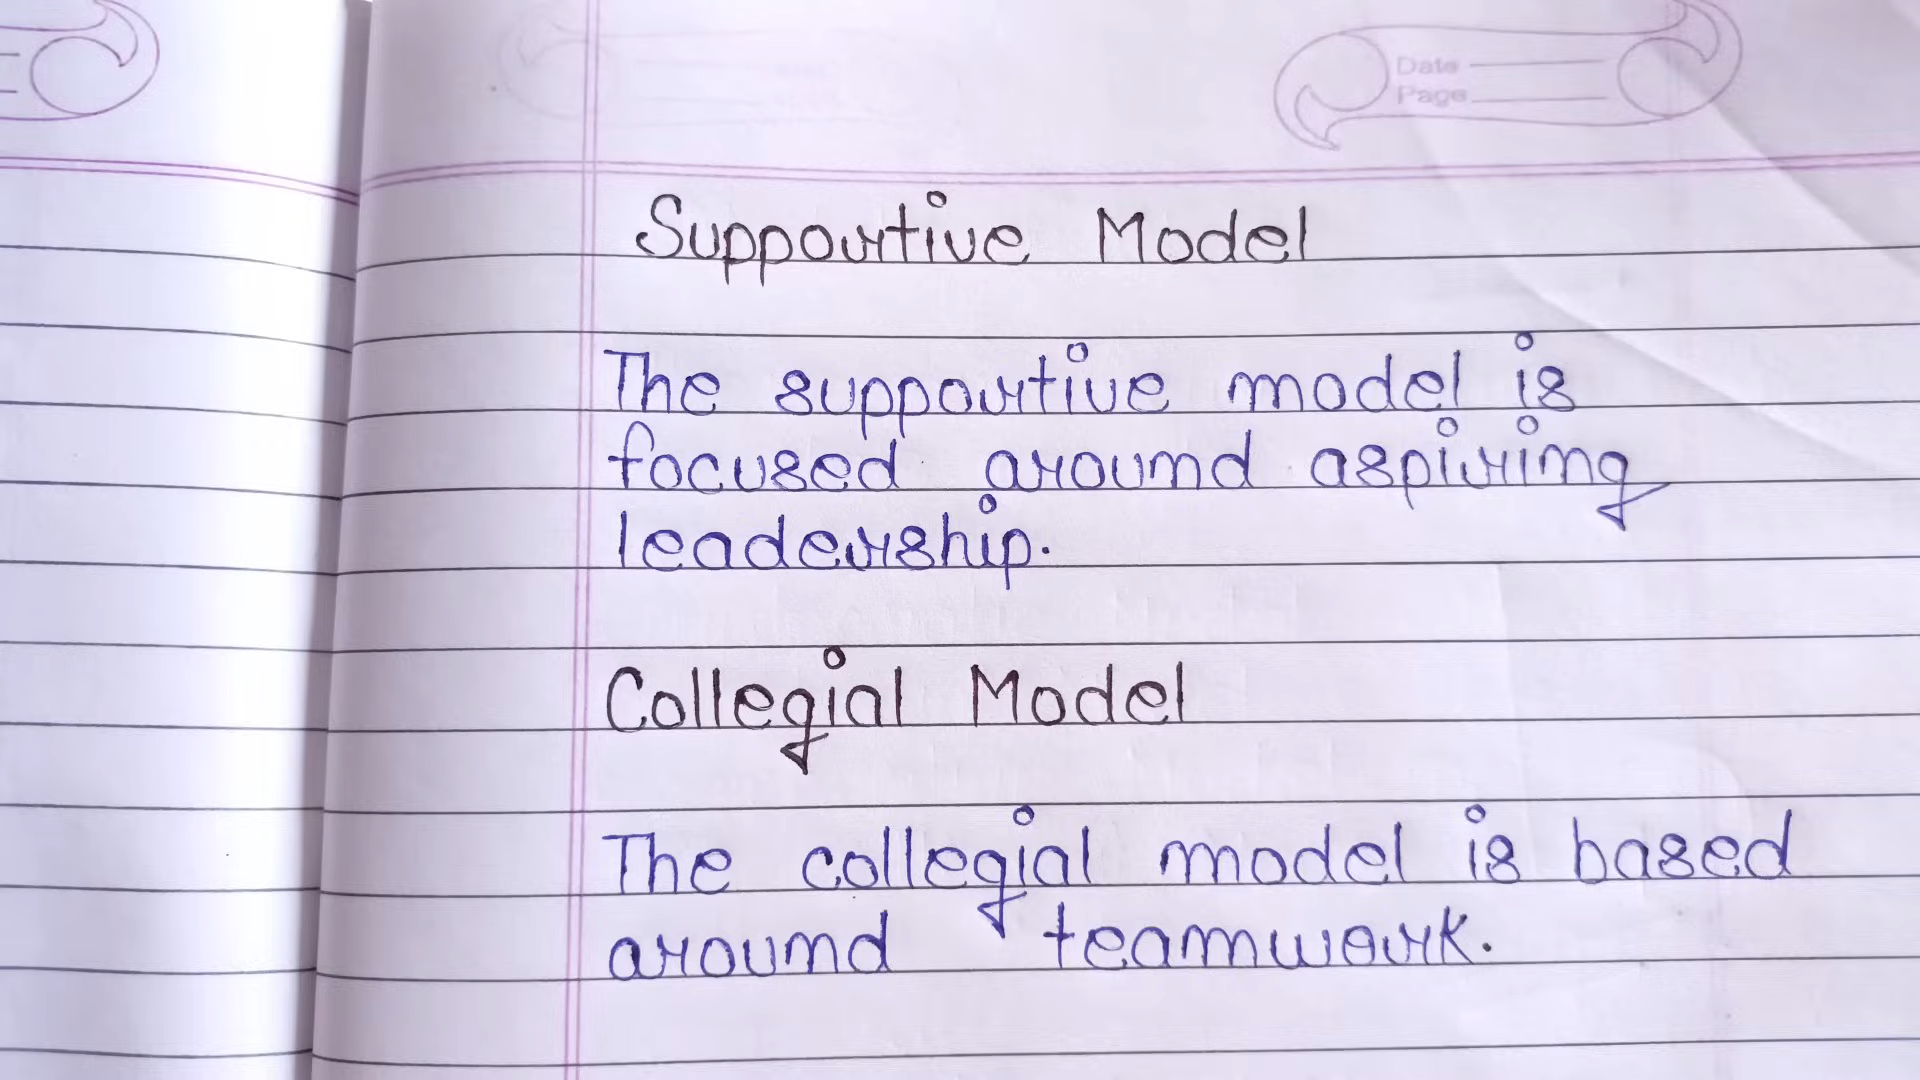 Date
Page
Supportive Model
The supportive model is
focused around aspiring
leadership.
Collegial Model
The collegial model is based
around teamwork.